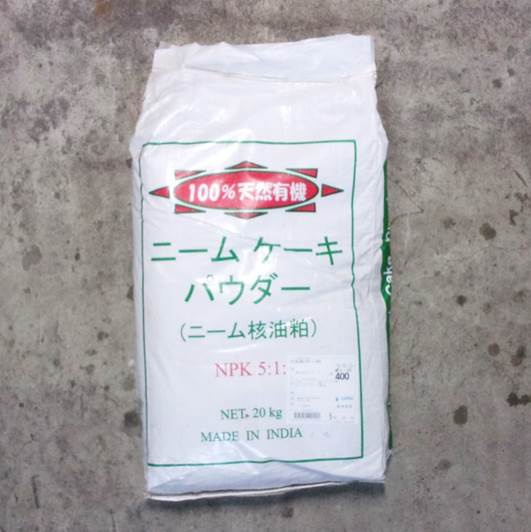 100%天然有機
ニーム ケーキ
パウダー
(ニーム核油粕)
NPK 5:1:
400
NET. 20 kg
MADE IN INDIA
Cake